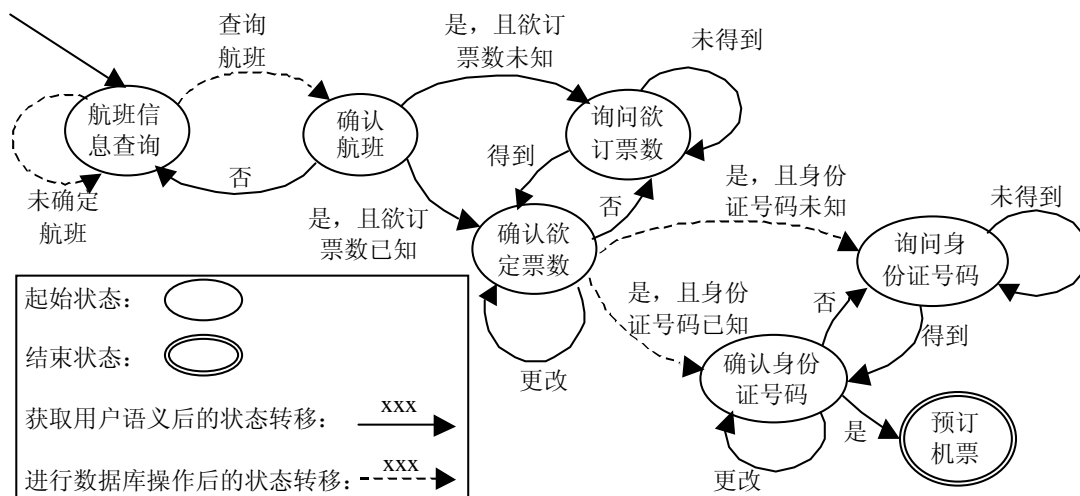 查询
航班
是，且欲订
票数未知
未得到
航班信
息查询
确认
航班
询问欲
订票数
否
得到
未确定
航班
是，且欲订
票数已知
否
确认欲
定票数
是，且身份
证号码未知
未得到
询问身
份证号码
是，且身份
证号码已知
否
得到
更改
确认身份
证号码
更改
是
预订
机票
起始状态：
结束状态：
获取用户语义后的状态转移： xxx
进行数据库操作后的状态转移： xxx